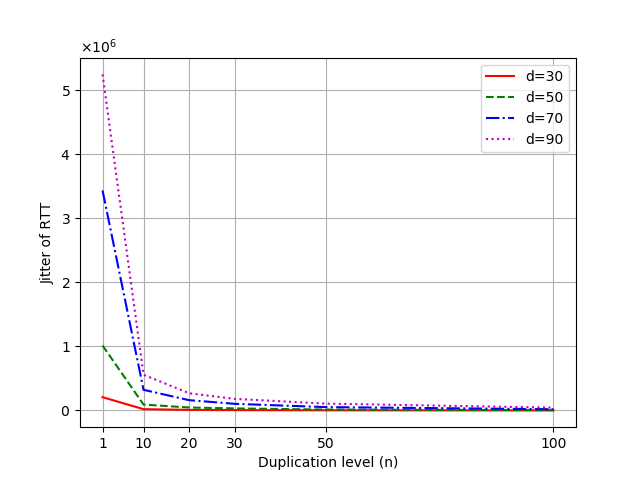 ×10⁶
5
4
3
2
1
0
Jitter of RTT
d=30
d=50
d=70
d=90
1 10 20 30 50 100
Duplication level (n)